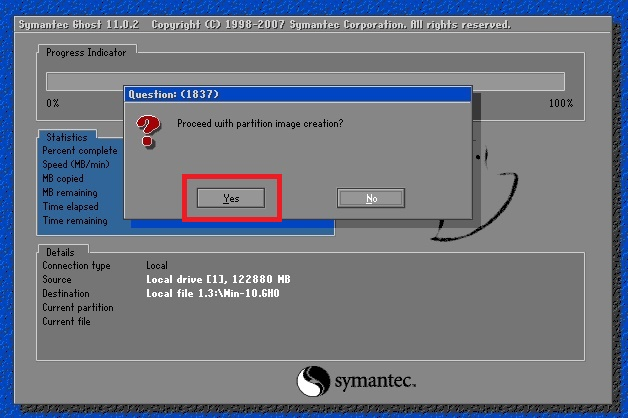 Symantec Ghost 11.0.2 Copyright (C) 1998-2007 Symantec Corporation. All rights reserved.
Progress Indicator
0% 100%
Question: (1837)
Proceed with partition image creation?
Yes No
Statistics
Percent complete
Speed (MB/min)
MB copied
MB remaining
Time elapsed
Time remaining
Details
Connection type Local
Source Local drive [1], 122880 MB
Destination Local file 1.3:\Win-10.GHO
Current partition
Current file
symantec.